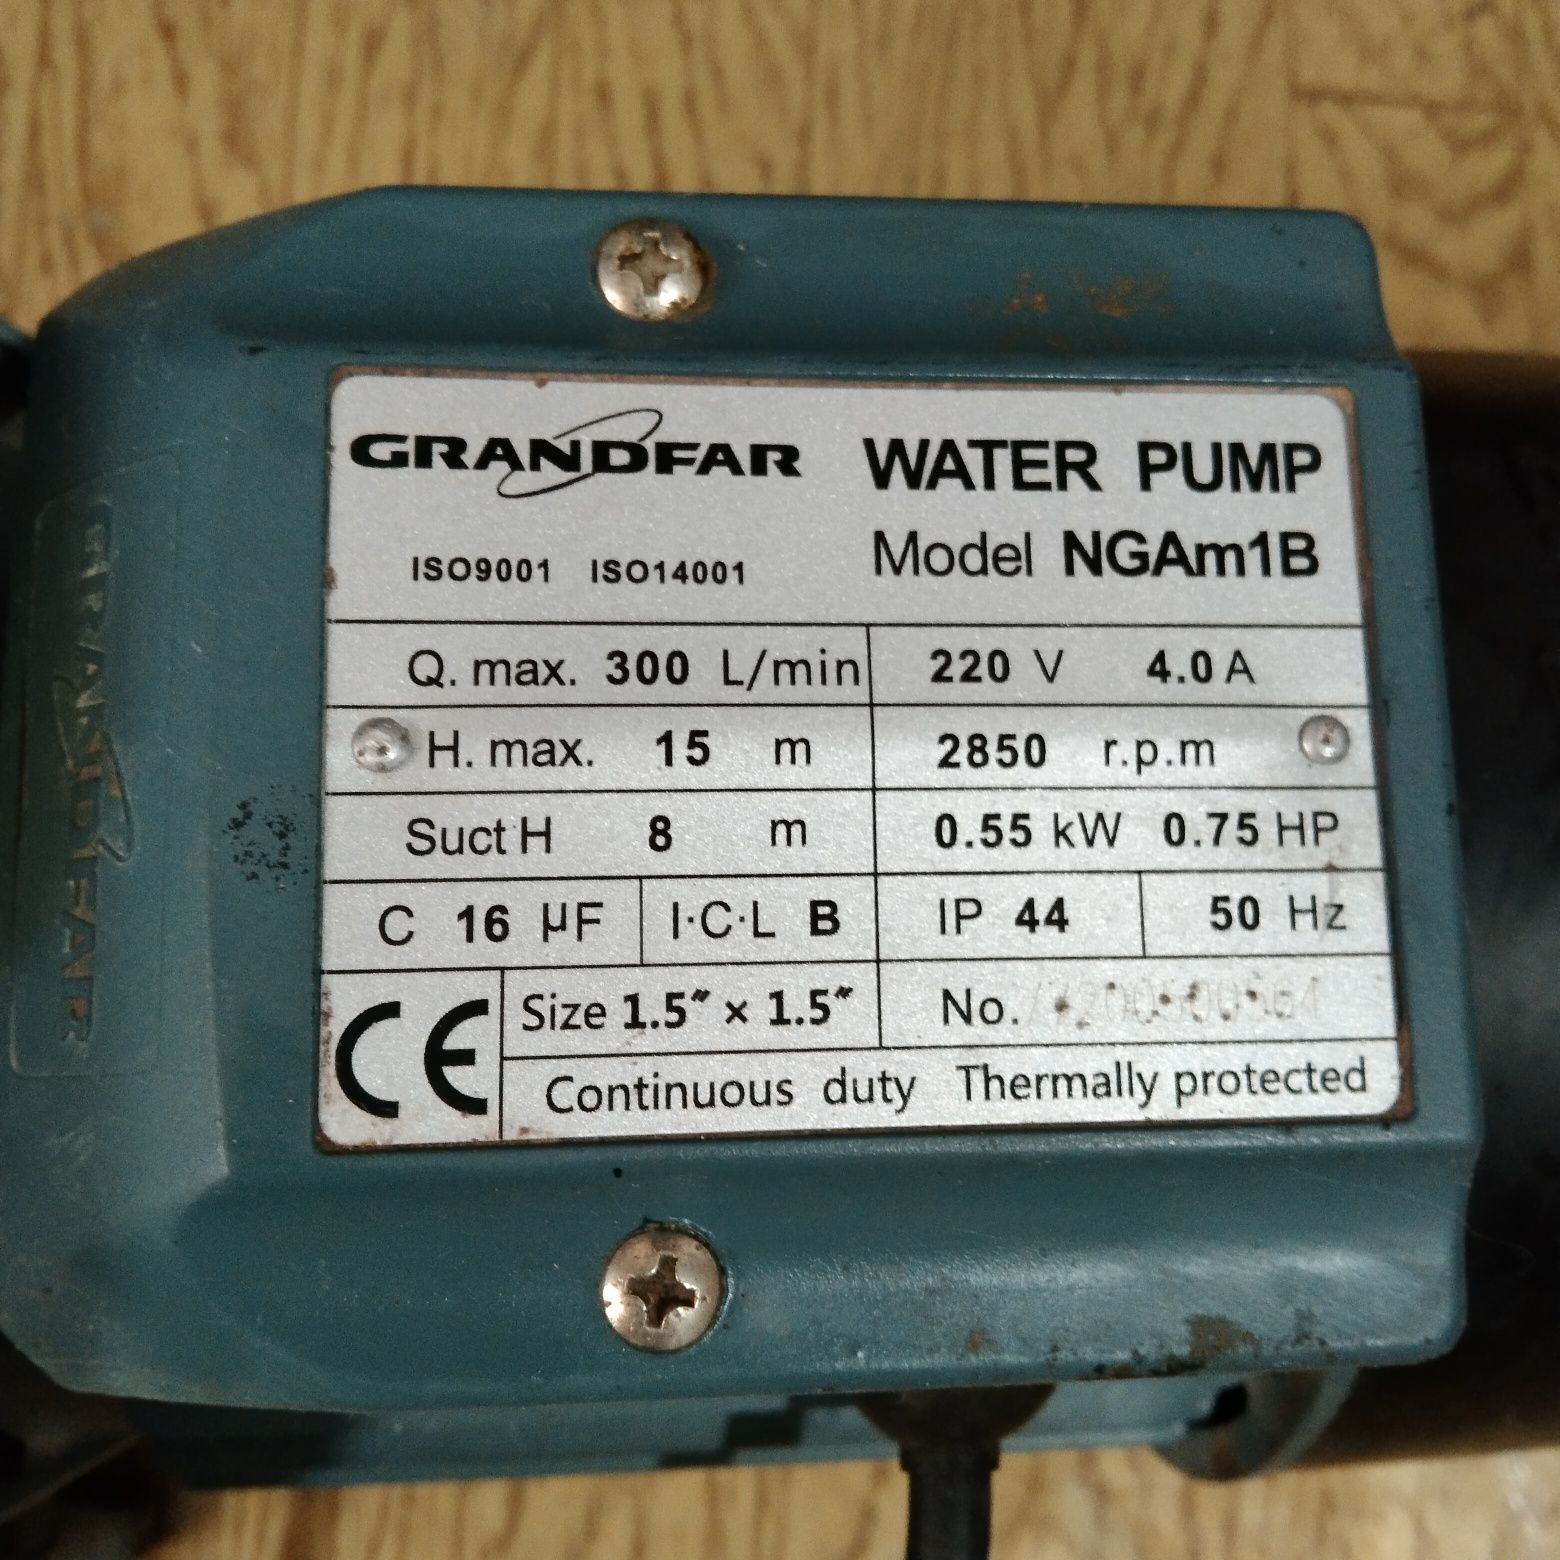 GRANDFAR WATER PUMP
ISO9001 ISO14001 Model NGAm1B
Q. max. 300 L/min 220 V 4.0 A
H. max. 15 m 2850 r.p.m
Suct H 8 m 0.55 kW 0.75 HP
C 16 μF I·C·L B IP 44 50 Hz
CE Size 1.5″ × 1.5″ No.
Continuous duty Thermally protected
GRANDFAR